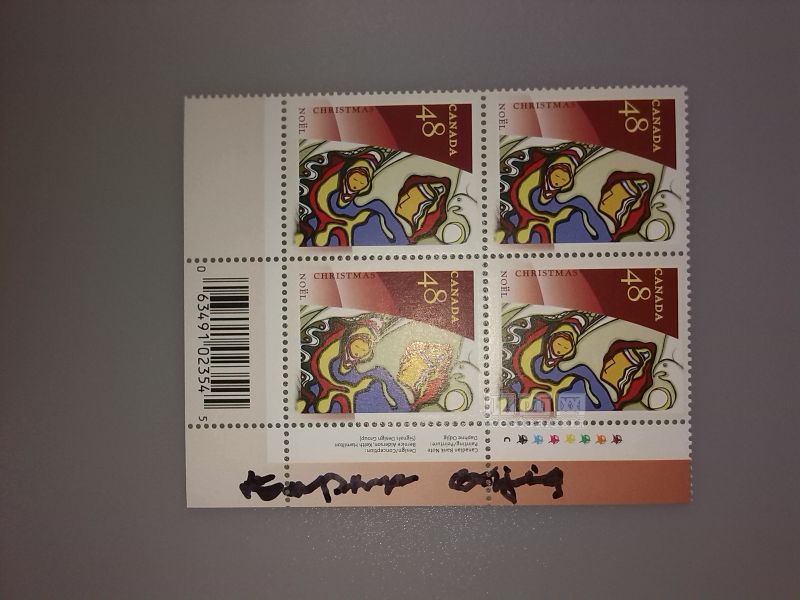 CHRISTMAS
NOËL
CANADA
48
CHRISTMAS
NOËL
CANADA
48
CHRISTMAS
NOËL
CANADA
48
CHRISTMAS
NOËL
CANADA
48
0 63491 02354 5
Design/Conception:
Bernice Alderson, Keith Hamilton
(Signals Design Group)
Canadian Bank Note
Painting/Peinture:
Daphne Odjig
C